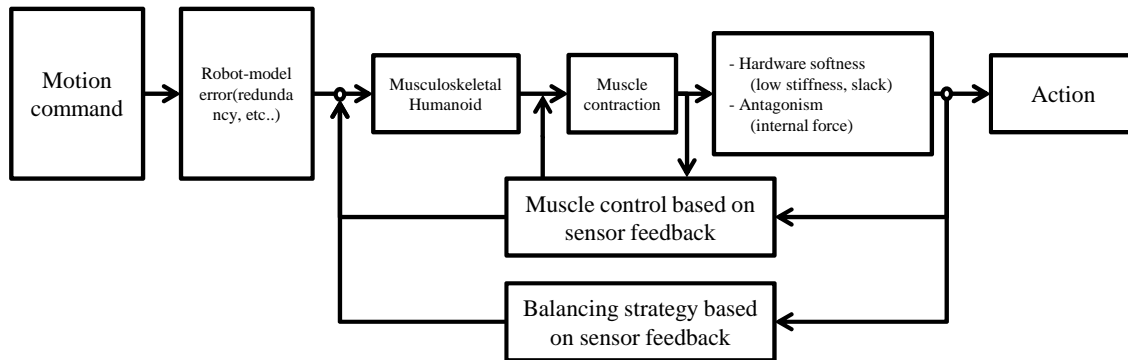 Motion
command
Robot-model
error(redunda
ncy, etc..)
Musculoskeletal
Humanoid
Muscle
contraction
- Hardware softness
(low stiffness, slack)
- Antagonism
(internal force)
Action
Muscle control based on
sensor feedback
Balancing strategy based
on sensor feedback